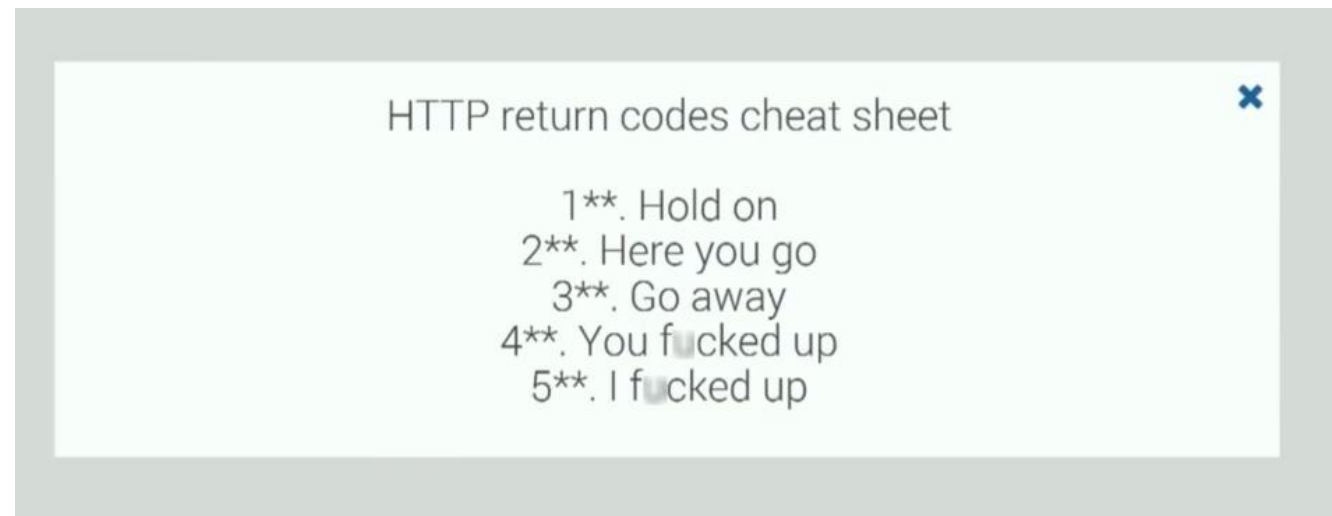 HTTP return codes cheat sheet
1**. Hold on
2**. Here you go
3**. Go away
4**. You fucked up
5**. I fucked up